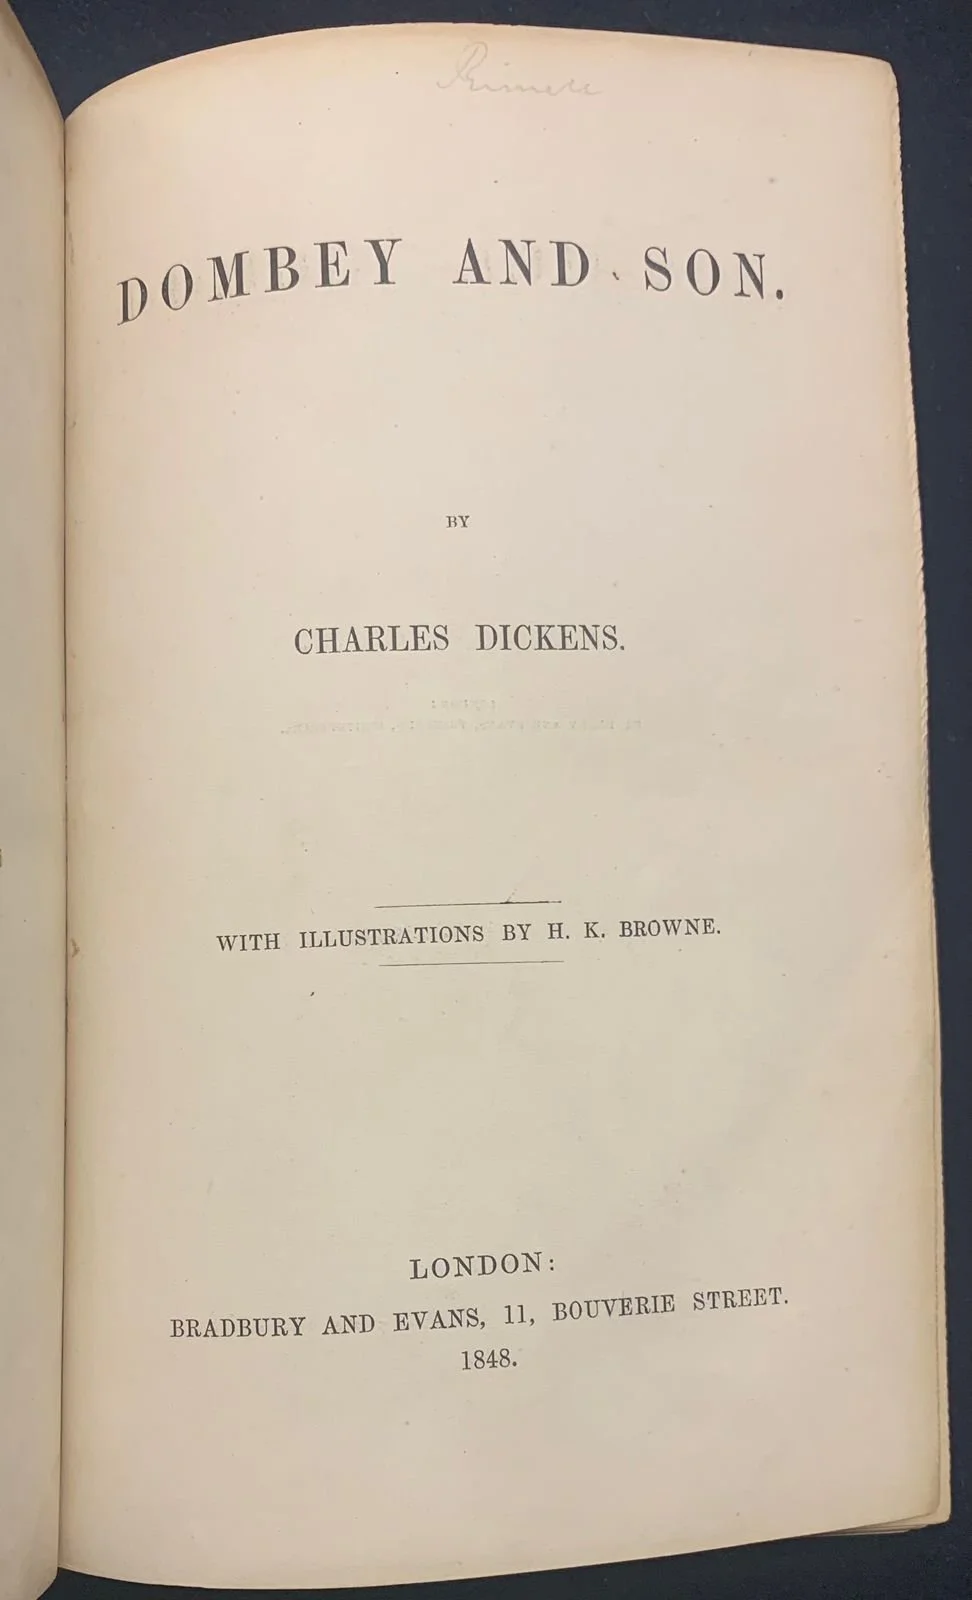 DOMBEY AND SON.
BY
CHARLES DICKENS.
WITH ILLUSTRATIONS BY H. K. BROWNE.
LONDON:
BRADBURY AND EVANS, 11, BOUVERIE STREET.
1848.